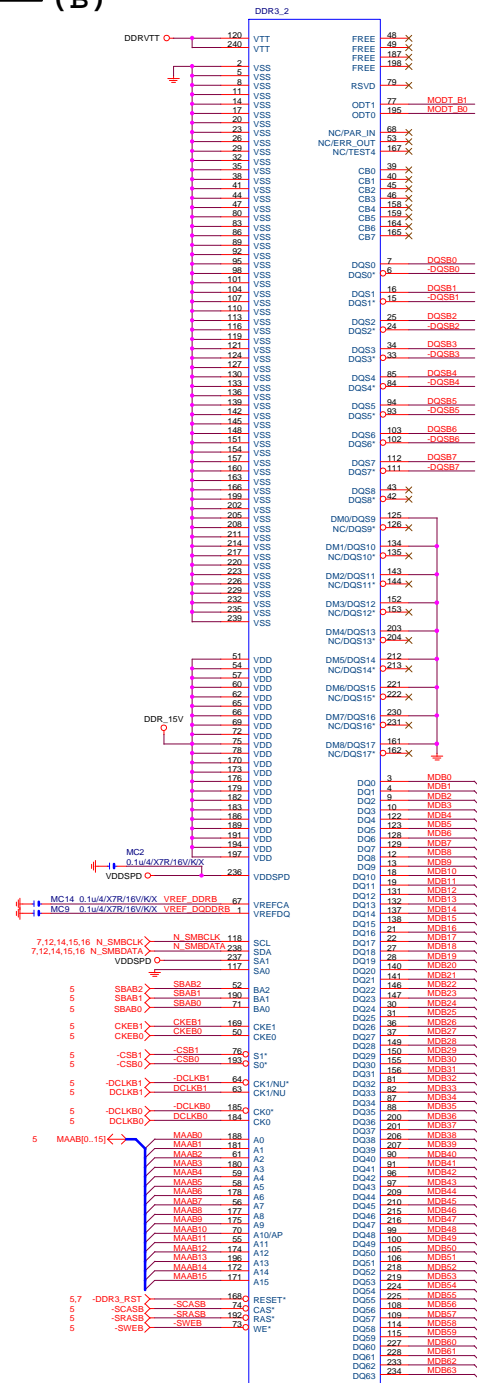 (B)
DDR3_2
DDRVTT 120 VTT
240 VTT
2 VSS
5 VSS
8 VSS
11 VSS
14 VSS
17 VSS
20 VSS
23 VSS
26 VSS
29 VSS
32 VSS
35 VSS
38 VSS
41 VSS
44 VSS
47 VSS
80 VSS
83 VSS
86 VSS
89 VSS
92 VSS
95 VSS
98 VSS
101 VSS
104 VSS
107 VSS
110 VSS
113 VSS
116 VSS
119 VSS
121 VSS
124 VSS
127 VSS
130 VSS
133 VSS
136 VSS
139 VSS
142 VSS
145 VSS
148 VSS
151 VSS
154 VSS
157 VSS
160 VSS
163 VSS
166 VSS
199 VSS
202 VSS
205 VSS
208 VSS
211 VSS
214 VSS
217 VSS
220 VSS
223 VSS
226 VSS
229 VSS
232 VSS
235 VSS
239 VSS
51 VDD
54 VDD
57 VDD
60 VDD
62 VDD
65 VDD
66 VDD
69 VDD
DDR_15V 72 VDD
75 VDD
78 VDD
170 VDD
173 VDD
176 VDD
179 VDD
182 VDD
183 VDD
186 VDD
189 VDD
191 VDD
194 VDD
197 VDD
MC2
0.1u/4/X7R/16V/K/X
VDDSPD 236 VDDSPD
MC14 0.1u/4/X7R/16V/K/X VREF_DDRB 67 VREFCA
MC9 0.1u/4/X7R/16V/K/X VREF_DQDDRB 1 VREFDQ
7,12,14,15,16 N_SMBCLK N_SMBCLK 118 SCL
7,12,14,15,16 N_SMBDATA N_SMBDATA 238 SDA
VDDSPD 237 SA1
117 SA0
5 SBAB2 SBAB2 52 BA2
5 SBAB1 SBAB1 190 BA1
5 SBAB0 SBAB0 71 BA0
5 CKEB1 CKEB1 169 CKE1
5 CKEB0 CKEB0 50 CKE0
5 -CSB1 -CSB1 76 S1*
5 -CSB0 -CSB0 193 S0*
5 -DCLKB1 -DCLKB1 64 CK1/NU*
5 DCLKB1 DCLKB1 63 CK1/NU
5 -DCLKB0 -DCLKB0 185 CK0*
5 DCLKB0 DCLKB0 184 CK0
5 MAAB[0..15] MAAB0 188 A0
MAAB1 181 A1
MAAB2 61 A2
MAAB3 180 A3
MAAB4 59 A4
MAAB5 58 A5
MAAB6 178 A6
MAAB7 56 A7
MAAB8 177 A8
MAAB9 175 A9
MAAB10 70 A10/AP
MAAB11 55 A11
MAAB12 174 A12
MAAB13 196 A13
MAAB14 172 A14
MAAB15 171 A15
5,7 -DDR3_RST 168 RESET*
5 -SCASB -SCASB 74 CAS*
5 -SRASB -SRASB 192 RAS*
5 -SWEB -SWEB 73 WE*
FREE 48
FREE 49
FREE 187
FREE 198
RSVD 79
ODT1 77 MODT_B1
ODT0 195 MODT_B0
NC/PAR_IN 68
NC/ERR_OUT 53
NC/TEST4 167
CB0 39
CB1 40
CB2 45
CB3 46
CB4 158
CB5 159
CB6 164
CB7 165
DQS0 7 DQSB0
DQS0* 6 -DQSB0
DQS1 16 DQSB1
DQS1* 15 -DQSB1
DQS2 25 DQSB2
DQS2* 24 -DQSB2
DQS3 34 DQSB3
DQS3* 33 -DQSB3
DQS4 85 DQSB4
DQS4* 84 -DQSB4
DQS5 94 DQSB5
DQS5* 93 -DQSB5
DQS6 103 DQSB6
DQS6* 102 -DQSB6
DQS7 112 DQSB7
DQS7* 111 -DQSB7
DQS8 43
DQS8* 42
DM0/DQS9 125
NC/DQS9* 126
DM1/DQS10 134
NC/DQS10* 135
DM2/DQS11 143
NC/DQS11* 144
DM3/DQS12 152
NC/DQS12* 153
DM4/DQS13 203
NC/DQS13* 204
DM5/DQS14 212
NC/DQS14* 213
DM6/DQS15 221
NC/DQS15* 222
DM7/DQS16 230
NC/DQS16* 231
DM8/DQS17 161
NC/DQS17* 162
DQ0 3 MDB0
DQ1 4 MDB1
DQ2 9 MDB2
DQ3 10 MDB3
DQ4 122 MDB4
DQ5 123 MDB5
DQ6 128 MDB6
DQ7 129 MDB7
DQ8 12 MDB8
DQ9 13 MDB9
DQ10 18 MDB10
DQ11 19 MDB11
DQ12 131 MDB12
DQ13 132 MDB13
DQ14 137 MDB14
DQ15 138 MDB15
DQ16 21 MDB16
DQ17 22 MDB17
DQ18 27 MDB18
DQ19 28 MDB19
DQ20 140 MDB20
DQ21 141 MDB21
DQ22 146 MDB22
DQ23 147 MDB23
DQ24 30 MDB24
DQ25 31 MDB25
DQ26 36 MDB26
DQ27 37 MDB27
DQ28 149 MDB28
DQ29 150 MDB29
DQ30 155 MDB30
DQ31 156 MDB31
DQ32 81 MDB32
DQ33 82 MDB33
DQ34 87 MDB34
DQ35 88 MDB35
DQ36 200 MDB36
DQ37 201 MDB37
DQ38 206 MDB38
DQ39 207 MDB39
DQ40 90 MDB40
DQ41 91 MDB41
DQ42 96 MDB42
DQ43 97 MDB43
DQ44 209 MDB44
DQ45 210 MDB45
DQ46 215 MDB46
DQ47 216 MDB47
DQ48 99 MDB48
DQ49 100 MDB49
DQ50 105 MDB50
DQ51 106 MDB51
DQ52 218 MDB52
DQ53 219 MDB53
DQ54 224 MDB54
DQ55 225 MDB55
DQ56 108 MDB56
DQ57 109 MDB57
DQ58 114 MDB58
DQ59 115 MDB59
DQ60 227 MDB60
DQ61 228 MDB61
DQ62 233 MDB62
DQ63 234 MDB63